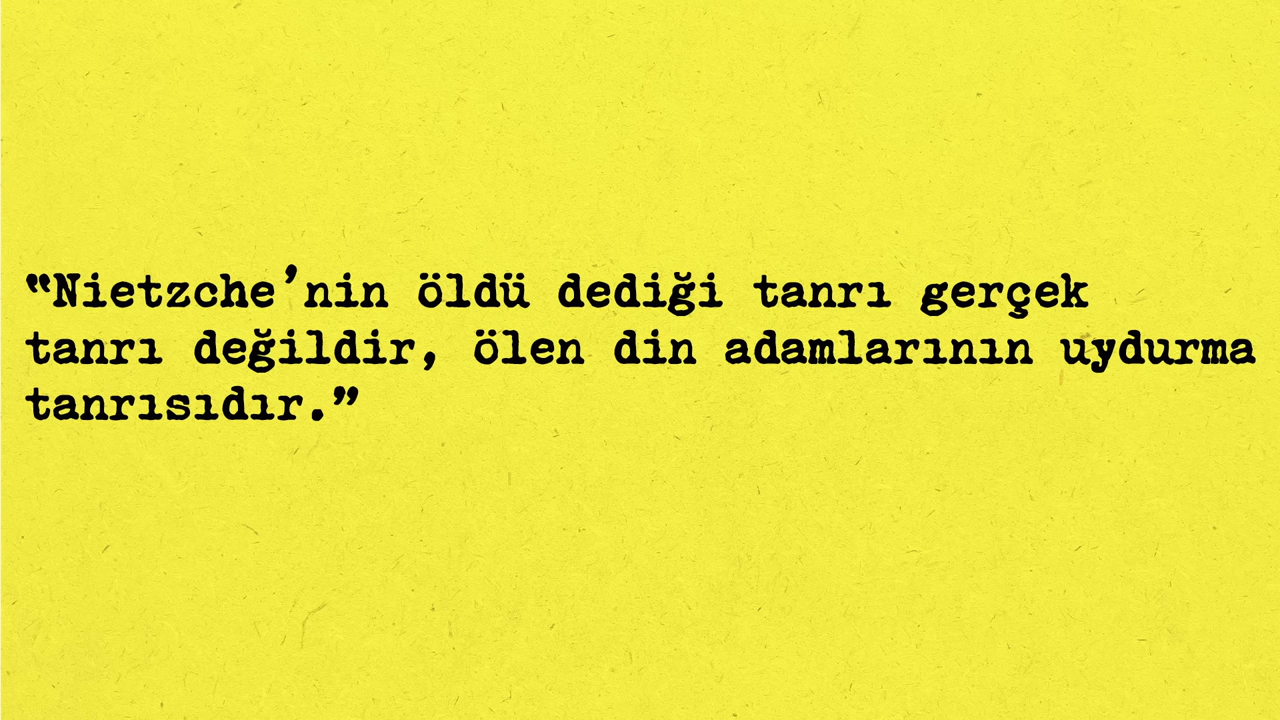 “Nietzche’nin öldü dediği tanrı gerçek
tanrı değildir, ölen din adamlarının uydurma
tanrısıdır.”